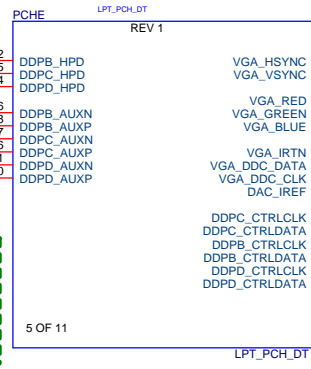 PCHE
LPT_PCH_DT
REV 1
DDPB_HPD
DDPC_HPD
DDPD_HPD
DDPB_AUXN
DDPB_AUXP
DDPC_AUXN
DDPC_AUXP
DDPD_AUXN
DDPD_AUXP
VGA_HSYNC
VGA_VSYNC
VGA_RED
VGA_GREEN
VGA_BLUE
VGA_IRTN
VGA_DDC_DATA
VGA_DDC_CLK
DAC_IREF
DDPC_CTRLCLK
DDPC_CTRLDATA
DDPB_CTRLCLK
DDPB_CTRLDATA
DDPD_CTRLCLK
DDPD_CTRLDATA
5 OF 11
LPT_PCH_DT